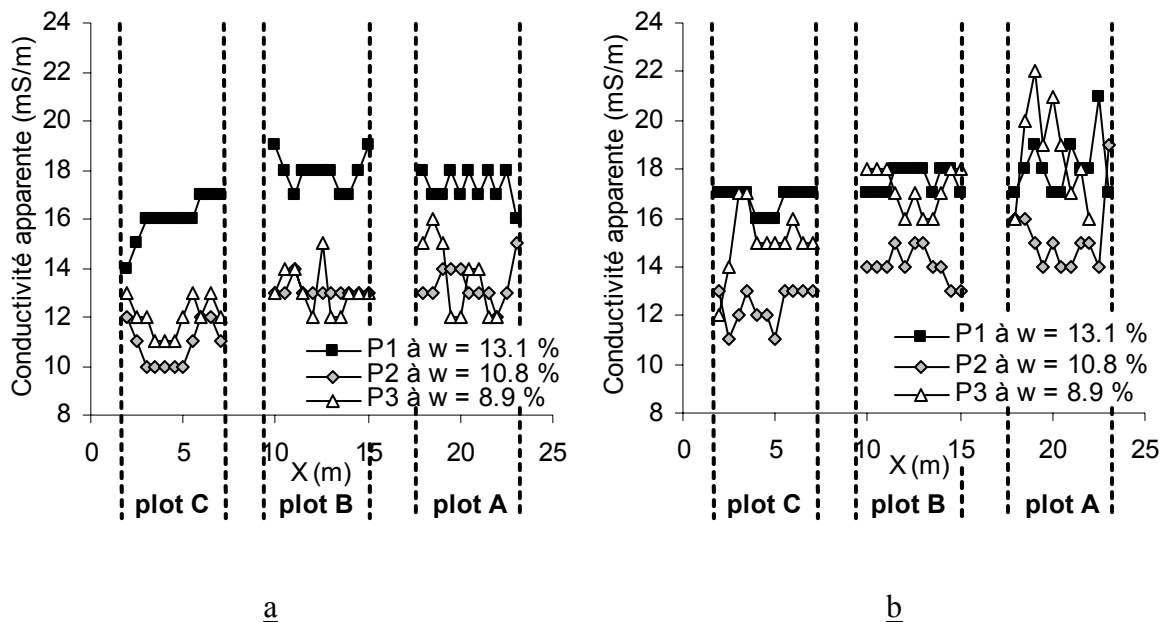 Conductivité apparente (mS/m)
24
22
20
18
16
14
12
10
8
P1 à w = 13.1 %
P2 à w = 10.8 %
P3 à w = 8.9 %
0 5 10 15 20 25
X (m)
plot C plot B plot A
a
Conductivité apparente (mS/m)
24
22
20
18
16
14
12
10
8
P1 à w = 13.1 %
P2 à w = 10.8 %
P3 à w = 8.9 %
0 5 10 15 20 25
X (m)
plot C plot B plot A
b